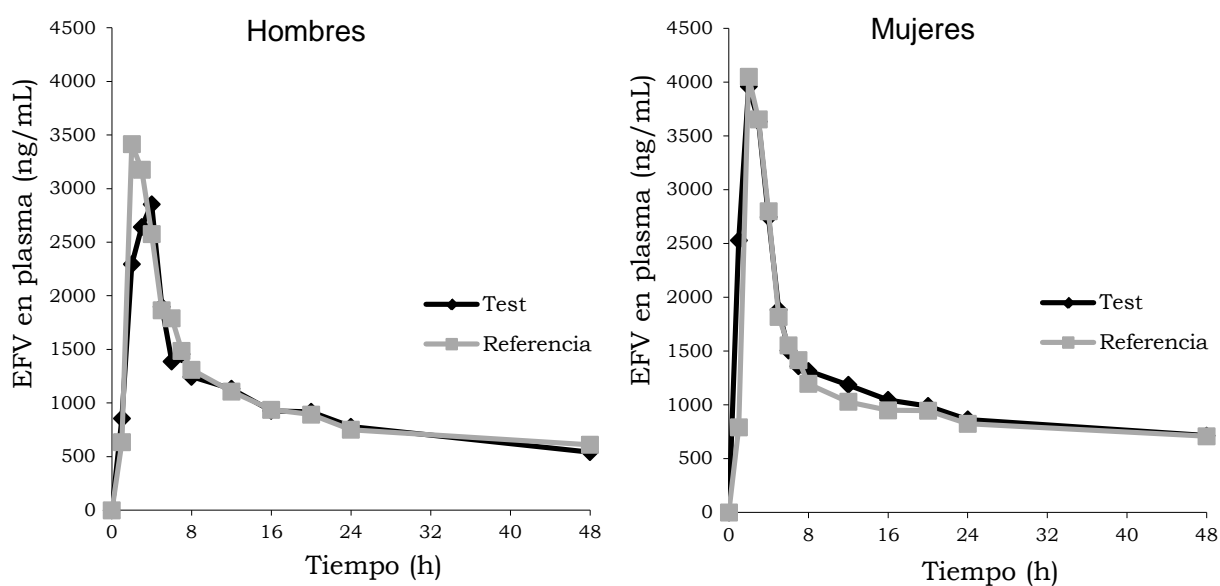 Hombres
EFV en plasma (ng/mL)
4500
4000
3500
3000
2500
2000
1500
1000
500
0
Test
Referencia
0 8 16 24 32 40 48
Tiempo (h)
Mujeres
EFV en plasma (ng/mL)
4500
4000
3500
3000
2500
2000
1500
1000
500
0
Test
Referencia
0 8 16 24 32 40 48
Tiempo (h)